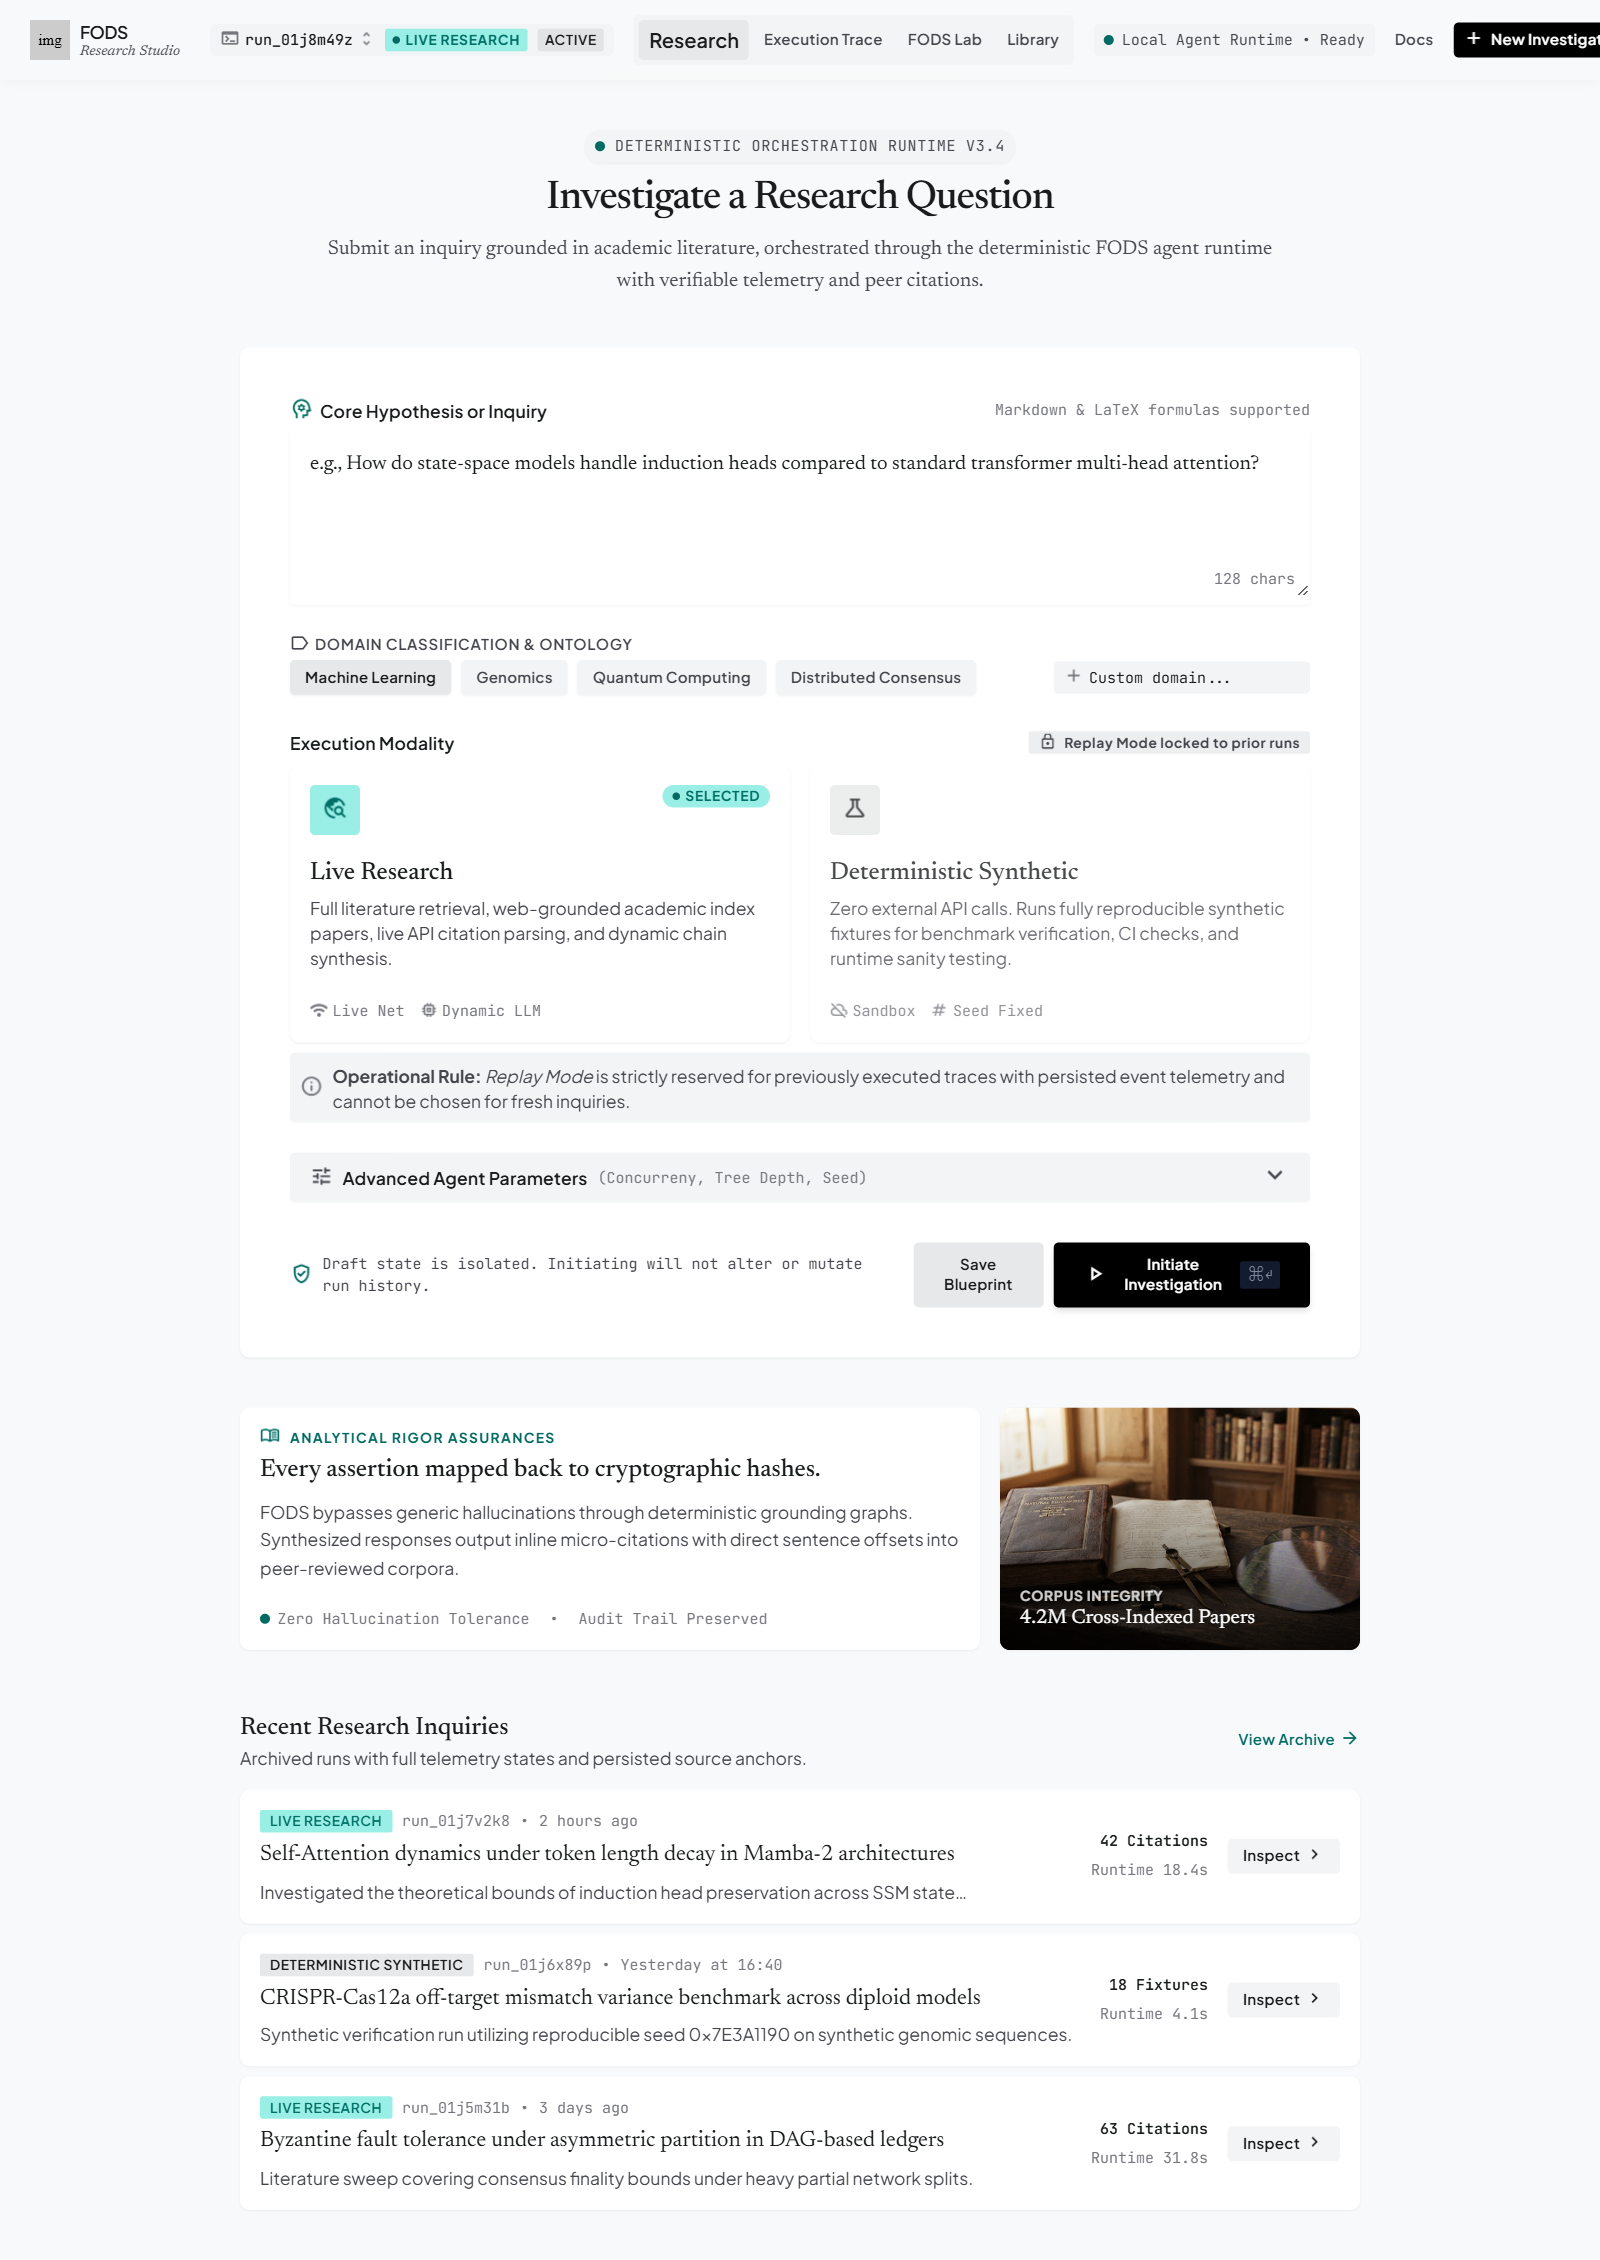 img
FODS
Research Studio
run_01j8m49z
LIVE RESEARCH
ACTIVE
Research
Execution Trace
FODS Lab
Library
Local Agent Runtime • Ready
Docs
+ New Investigat
DETERMINISTIC ORCHESTRATION RUNTIME V3.4
Investigate a Research Question
Submit an inquiry grounded in academic literature, orchestrated through the deterministic FODS agent runtime
with verifiable telemetry and peer citations.
Core Hypothesis or Inquiry
Markdown & LaTeX formulas supported
e.g., How do state-space models handle induction heads compared to standard transformer multi-head attention?
128 chars
DOMAIN CLASSIFICATION & ONTOLOGY
Machine Learning
Genomics
Quantum Computing
Distributed Consensus
+ Custom domain...
Execution Modality
Replay Mode locked to prior runs
SELECTED
Live Research
Full literature retrieval, web-grounded academic index
papers, live API citation parsing, and dynamic chain
synthesis.
Live Net
Dynamic LLM
Deterministic Synthetic
Zero external API calls. Runs fully reproducible synthetic
fixtures for benchmark verification, CI checks, and
runtime sanity testing.
Sandbox
# Seed Fixed
Operational Rule: Replay Mode is strictly reserved for previously executed traces with persisted event telemetry and
cannot be chosen for fresh inquiries.
Advanced Agent Parameters (Concurreny, Tree Depth, Seed)
Draft state is isolated. Initiating will not alter or mutate
run history.
Save
Blueprint
Initiate
Investigation
⌘↵
ANALYTICAL RIGOR ASSURANCES
Every assertion mapped back to cryptographic hashes.
FODS bypasses generic hallucinations through deterministic grounding graphs.
Synthesized responses output inline micro-citations with direct sentence offsets into
peer-reviewed corpora.
Zero Hallucination Tolerance • Audit Trail Preserved
CORPUS INTEGRITY
4.2M Cross-Indexed Papers
Recent Research Inquiries
Archived runs with full telemetry states and persisted source anchors.
View Archive →
LIVE RESEARCH run_01j7v2k8 • 2 hours ago
Self-Attention dynamics under token length decay in Mamba-2 architectures
Investigated the theoretical bounds of induction head preservation across SSM state...
42 Citations
Runtime 18.4s
Inspect
DETERMINISTIC SYNTHETIC run_01j6x89p • Yesterday at 16:40
CRISPR-Cas12a off-target mismatch variance benchmark across diploid models
Synthetic verification run utilizing reproducible seed 0x7E3A1190 on synthetic genomic sequences.
18 Fixtures
Runtime 4.1s
Inspect
LIVE RESEARCH run_01j5m31b • 3 days ago
Byzantine fault tolerance under asymmetric partition in DAG-based ledgers
Literature sweep covering consensus finality bounds under heavy partial network splits.
63 Citations
Runtime 31.8s
Inspect